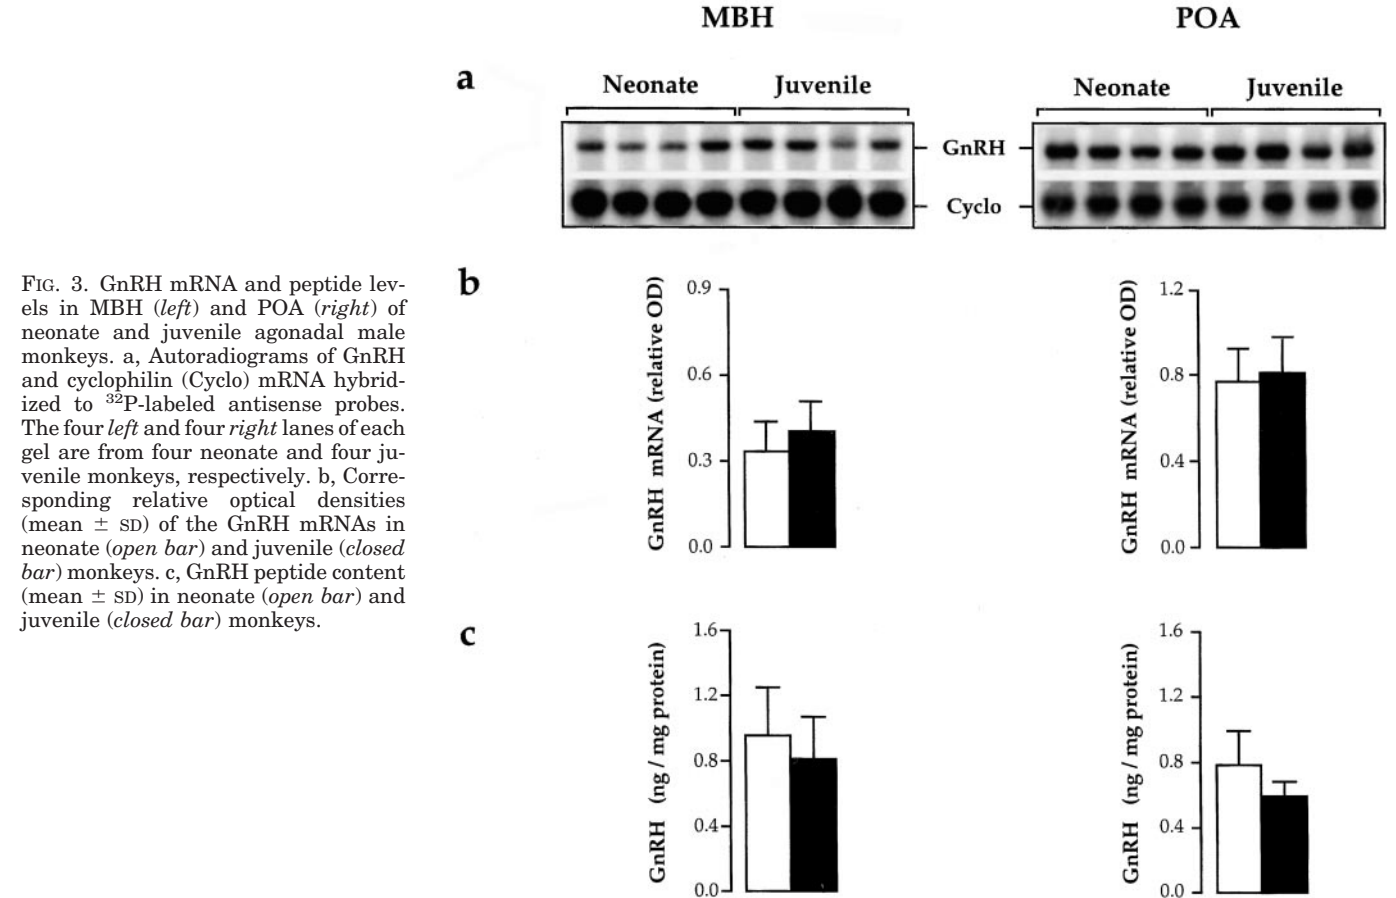 MBH
POA
a
Neonate
Juvenile
Neonate
Juvenile
GnRH
Cyclo
FIG. 3. GnRH mRNA and peptide lev-
els in MBH (left) and POA (right) of
neonate and juvenile agonadal male
monkeys. a, Autoradiograms of GnRH
and cyclophilin (Cyclo) mRNA hybrid-
ized to ³²P-labeled antisense probes.
The four left and four right lanes of each
gel are from four neonate and four ju-
venile monkeys, respectively. b, Corre-
sponding relative optical densities
(mean ± SD) of the GnRH mRNAs in
neonate (open bar) and juvenile (closed
bar) monkeys. c, GnRH peptide content
(mean ± SD) in neonate (open bar) and
juvenile (closed bar) monkeys.
b
GnRH mRNA (relative OD)
0.9
0.6
0.3
0.0
GnRH mRNA (relative OD)
1.2
0.8
0.4
0.0
c
GnRH (ng / mg protein)
1.6
1.2
0.8
0.4
0.0
GnRH (ng / mg protein)
1.6
1.2
0.8
0.4
0.0